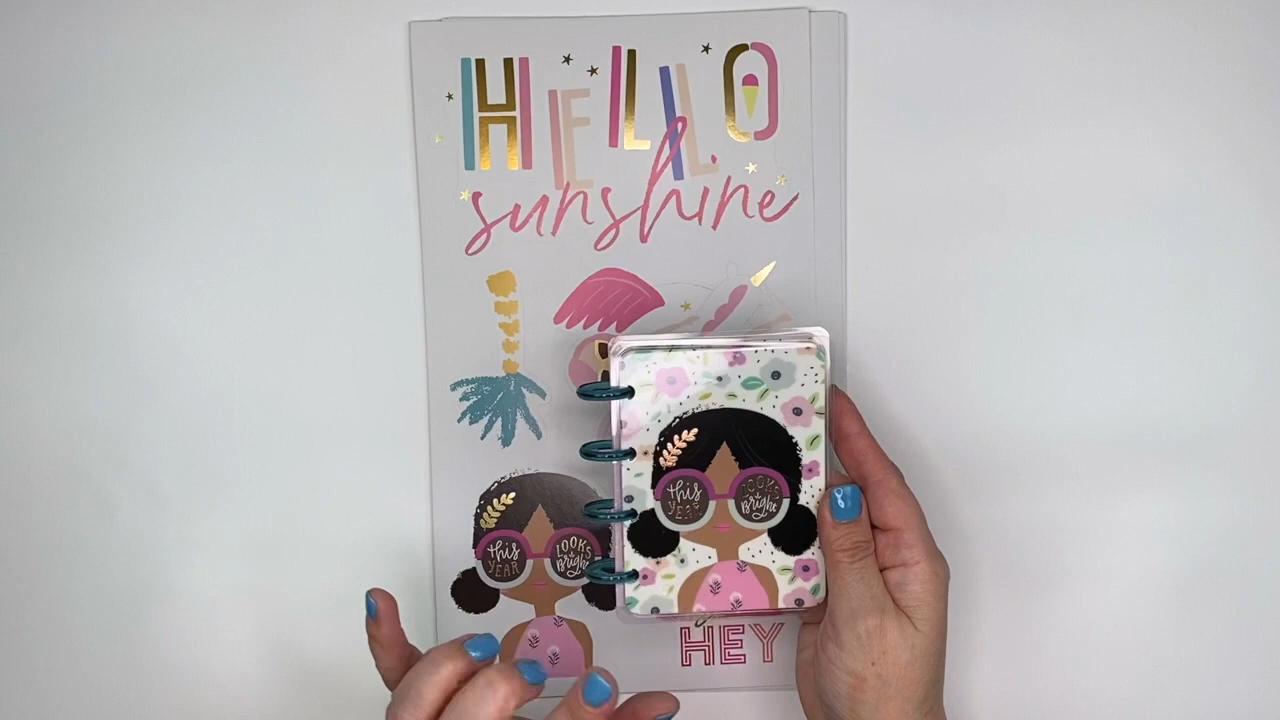 HELLO
sunshine
this
YEAR
LOOKS
Bright
this
YEAR
LOOKS
Bright
HEY